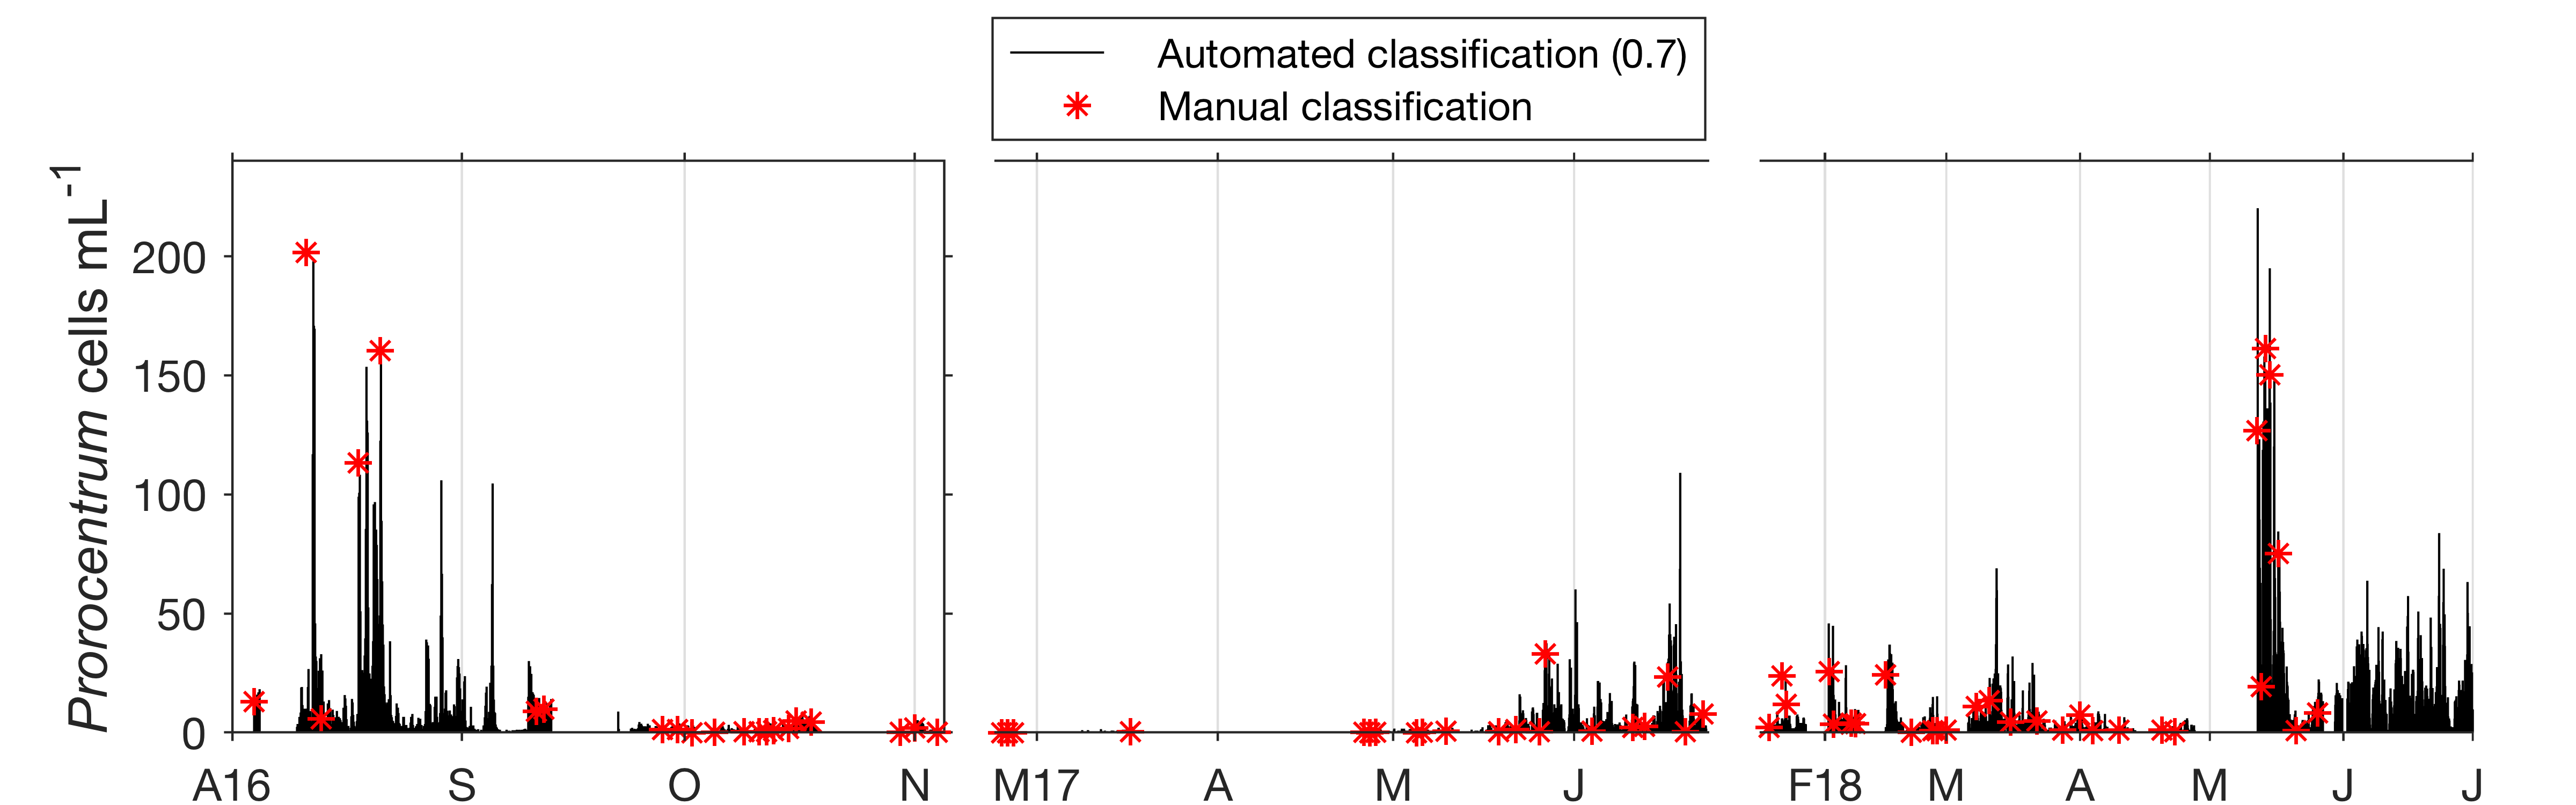 Automated classification (0.7)
Manual classification
Prorocentrum cells mL-1
200
150
100
50
0
A16 S O N M17 A M J F18 M A M J J